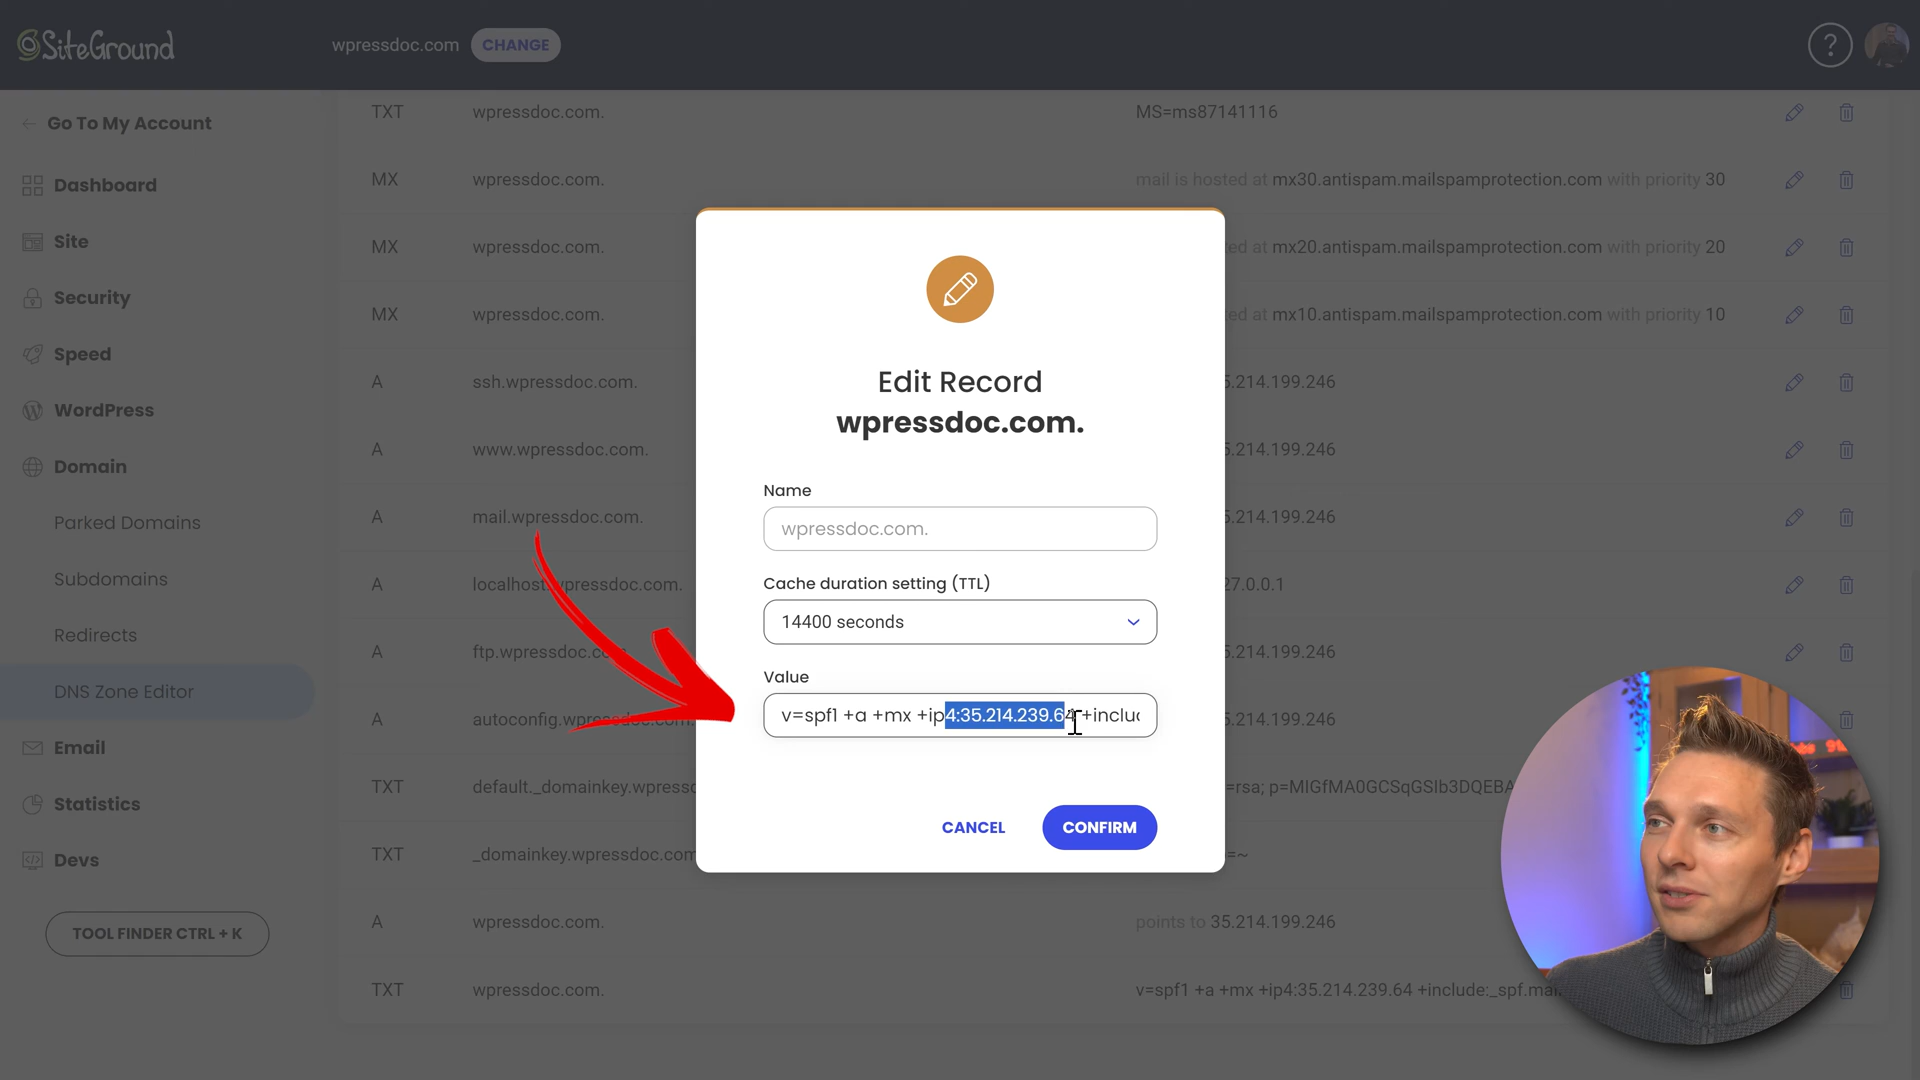 SiteGround
wpressdoc.com CHANGE
?
Go To My Account
Dashboard
Site
Security
Speed
WordPress
Domain
Parked Domains
Subdomains
Redirects
DNS Zone Editor
Email
Statistics
Devs
TOOL FINDER CTRL + K
TXT wpressdoc.com. MS=ms87141116
MX wpressdoc.com. mail is hosted at mx30.antispam.mailspamprotection.com with priority 30
MX wpressdoc.com. ed at mx20.antispam.mailspamprotection.com with priority 20
MX wpressdoc.com. ed at mx10.antispam.mailspamprotection.com with priority 10
A ssh.wpressdoc.com. 5.214.199.246
A www.wpressdoc.com. 5.214.199.246
A mail.wpressdoc.com. 5.214.199.246
A localhost.wpressdoc.com. 27.0.0.1
A ftp.wpressdoc.co 5.214.199.246
A autoconfig.wpressdoc.com. 5.214.199.246
TXT default._domainkey.wpressd =rsa; p=MIGfMA0GCSqGSIb3DQEBA
TXT _domainkey.wpressdoc.com =~
A wpressdoc.com. points to 35.214.199.246
TXT wpressdoc.com. v=spf1 +a +mx +ip4:35.214.239.64 +include:_spf.mai
Edit Record
wpressdoc.com.
Name
wpressdoc.com.
Cache duration setting (TTL)
14400 seconds
Value
v=spf1 +a +mx +ip4:35.214.239.64 +includ
CANCEL CONFIRM